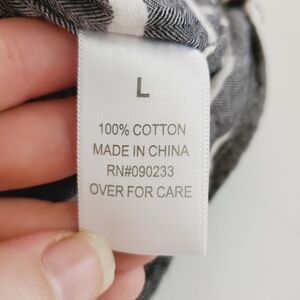 L
100% COTTON
MADE IN CHINA
RN#090233
OVER FOR CARE